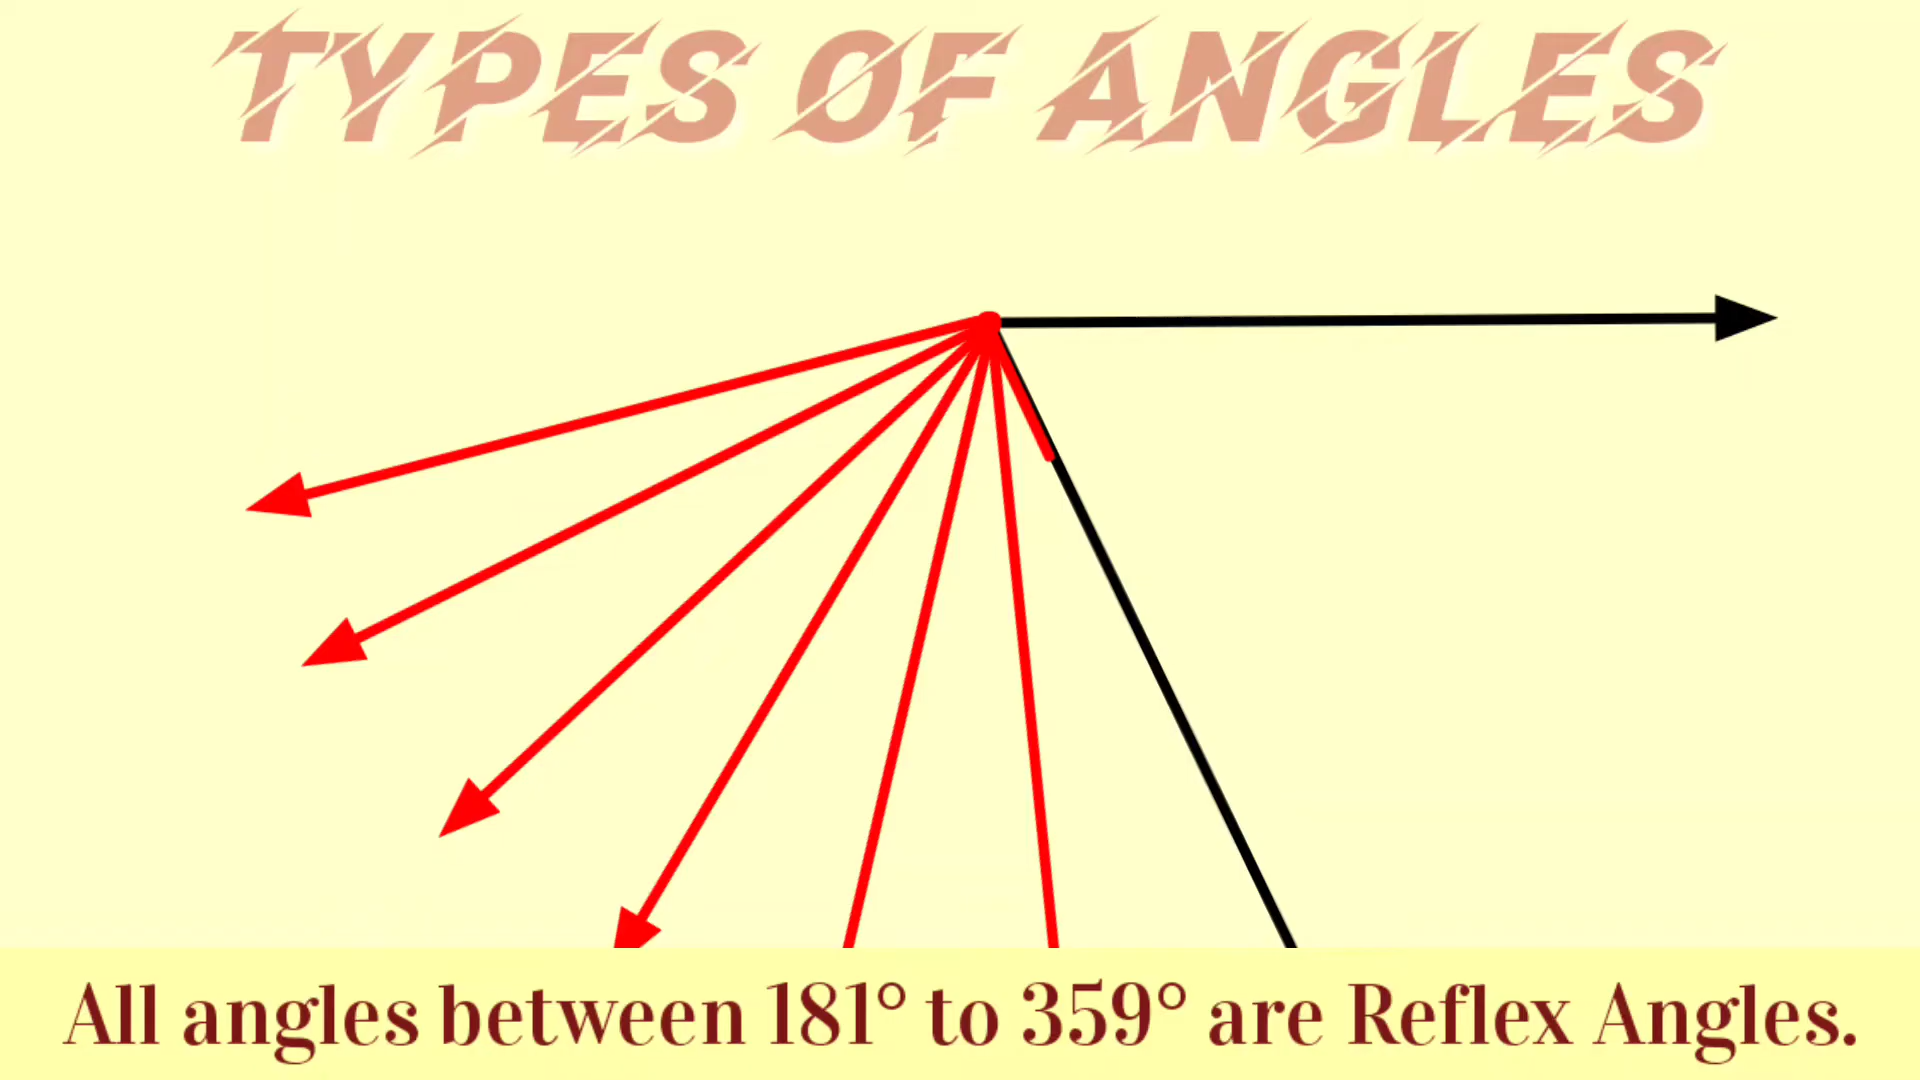 TYPES OF ANGLES
All angles between 181° to 359° are Reflex Angles.